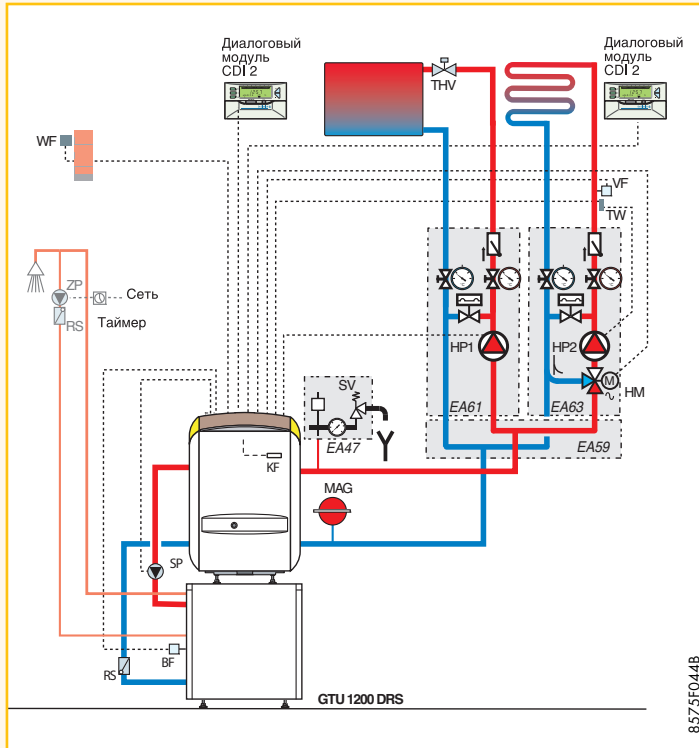 Диалоговый
модуль
CDI 2
Диалоговый
модуль
CDI 2
THV
WF
VF
TW
ZP
Сеть
RS
Таймер
HP1
HP2
M
HM
SV
EA61
EA63
EA47
EA59
KF
MAG
SP
BF
RS
GTU 1200 DRS
8575F044B